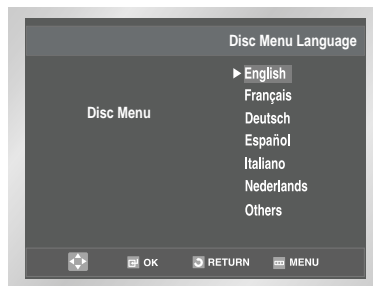 Disc Menu Language
English
Français
Disc Menu
Deutsch
Español
Italiano
Nederlands
Others
OK RETURN MENU